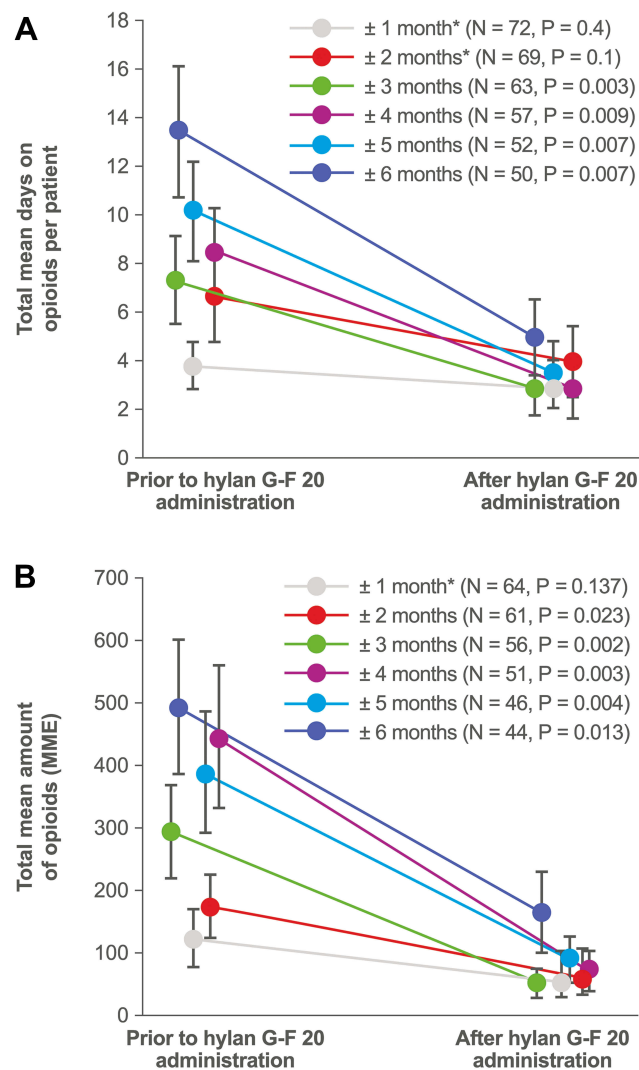 A
18
16
14
12
10
8
6
4
2
0
Total mean days on
opioids per patient
± 1 month* (N = 72, P = 0.4)
± 2 months* (N = 69, P = 0.1)
± 3 months (N = 63, P = 0.003)
± 4 months (N = 57, P = 0.009)
± 5 months (N = 52, P = 0.007)
± 6 months (N = 50, P = 0.007)
Prior to hylan G-F 20
administration
After hylan G-F 20
administration
B
700
600
500
400
300
200
100
0
Total mean amount
of opioids (MME)
± 1 month* (N = 64, P = 0.137)
± 2 months (N = 61, P = 0.023)
± 3 months (N = 56, P = 0.002)
± 4 months (N = 51, P = 0.003)
± 5 months (N = 46, P = 0.004)
± 6 months (N = 44, P = 0.013)
Prior to hylan G-F 20
administration
After hylan G-F 20
administration